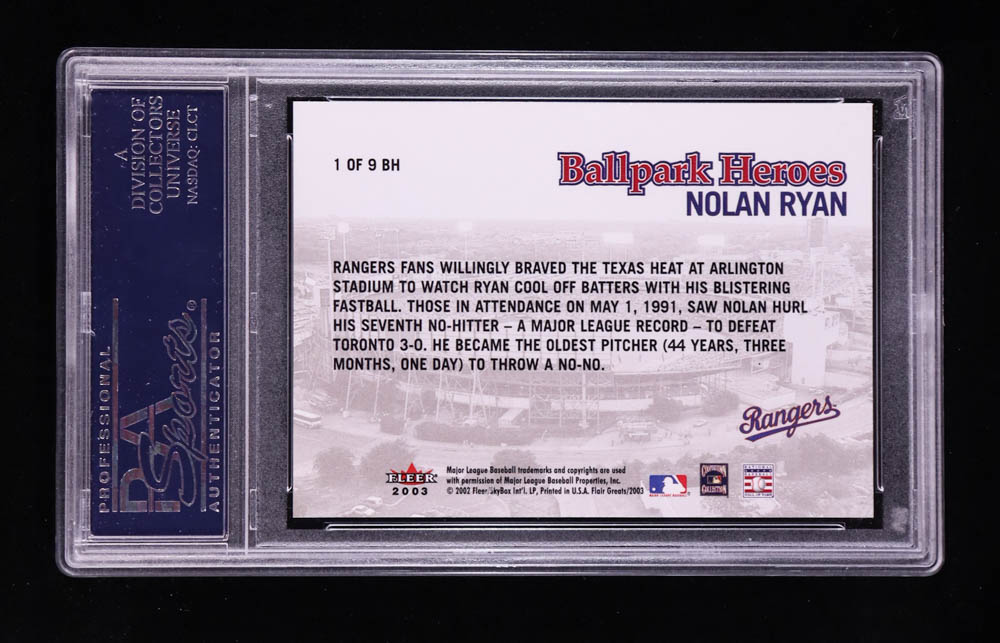 A
DIVISION OF
COLLECTORS
UNIVERSE
NASDAQ: CLCT
PROFESSIONAL
PSA
Sports®
AUTHENTICATOR
1 OF 9 BH
Ballpark Heroes
NOLAN RYAN
RANGERS FANS WILLINGLY BRAVED THE TEXAS HEAT AT ARLINGTON
STADIUM TO WATCH RYAN COOL OFF BATTERS WITH HIS BLISTERING
FASTBALL. THOSE IN ATTENDANCE ON MAY 1, 1991, SAW NOLAN HURL
HIS SEVENTH NO-HITTER – A MAJOR LEAGUE RECORD – TO DEFEAT
TORONTO 3-0. HE BECAME THE OLDEST PITCHER (44 YEARS, THREE
MONTHS, ONE DAY) TO THROW A NO-NO.
Rangers
FLEER
2003
Major League Baseball trademarks and copyrights are used
with permission of Major League Baseball Properties, Inc.
© 2002 Fleer/SkyBox Int'l. LP, Printed in U.S.A. Flair Greats/2003
COOPERSTOWN
COLLECTION
HALL OF FAME